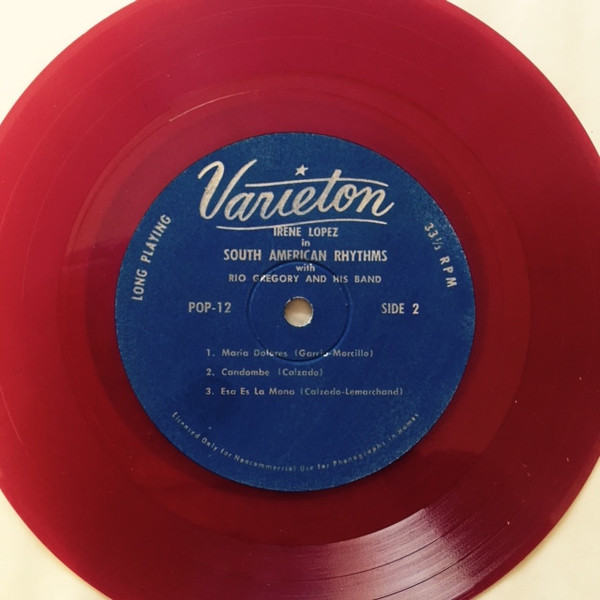 Varieton
IRENE LOPEZ
in
SOUTH AMERICAN RHYTHMS
with
RIO GREGORY AND HIS BAND
LONG PLAYING
33⅓ RPM
POP-12
SIDE 2
1. Maria Dolores (Garcia-Morcillo)
2. Candombe (Calzado)
3. Esa Es La Mona (Calzado-Lemarchand)
Licensed Only for Noncommercial Use for Phonographs in Homes